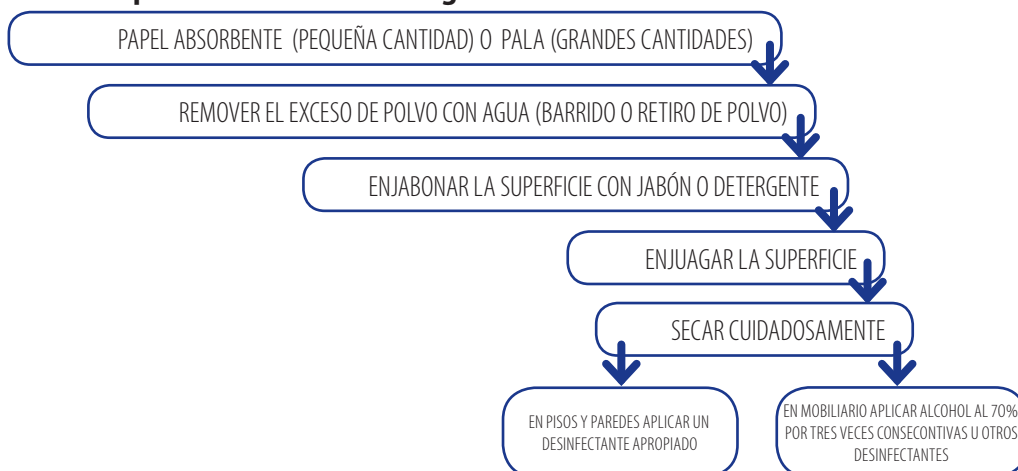 PAPEL ABSORBENTE (PEQUEÑA CANTIDAD) O PALA (GRANDES CANTIDADES)
REMOVER EL EXCESO DE POLVO CON AGUA (BARRIDO O RETIRO DE POLVO)
ENJABONAR LA SUPERFICIE CON JABÓN O DETERGENTE
ENJUAGAR LA SUPERFICIE
SECAR CUIDADOSAMENTE
EN PISOS Y PAREDES APLICAR UN
DESINFECTANTE APROPIADO
EN MOBILIARIO APLICAR ALCOHOL AL 70%
POR TRES VECES CONSECONTIVAS U OTROS
DESINFECTANTES